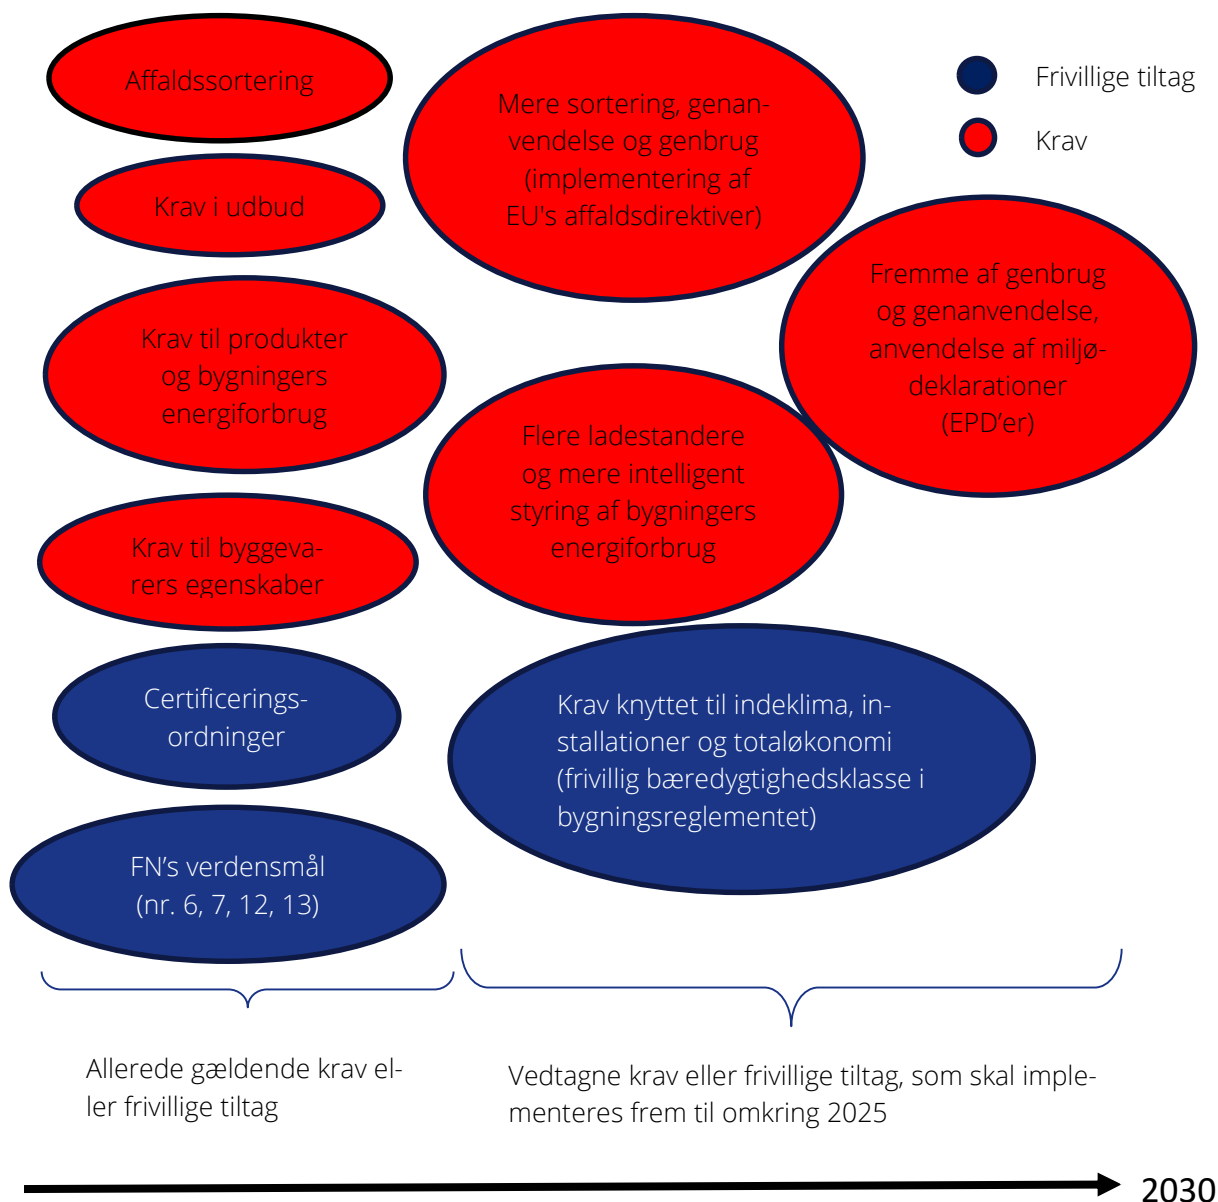 Affaldssortering
Krav i udbud
Krav til produkter
og bygningers
energiforbrug
Krav til byggeva-
rers egenskaber
Certificerings-
ordninger
FN’s verdensmål
(nr. 6, 7, 12, 13)
Mere sortering, genan-
vendelse og genbrug
(implementering af
EU's affaldsdirektiver)
Flere ladestandere
og mere intelligent
styring af bygningers
energiforbrug
Krav knyttet til indeklima, in-
stallationer og totaløkonomi
(frivillig bæredygtighedsklasse i
bygningsreglementet)
Fremme af genbrug
og genanvendelse,
anvendelse af miljø-
deklarationer
(EPD’er)
Frivillige tiltag
Krav
Allerede gældende krav el-
ler frivillige tiltag
Vedtagne krav eller frivillige tiltag, som skal imple-
menteres frem til omkring 2025
2030